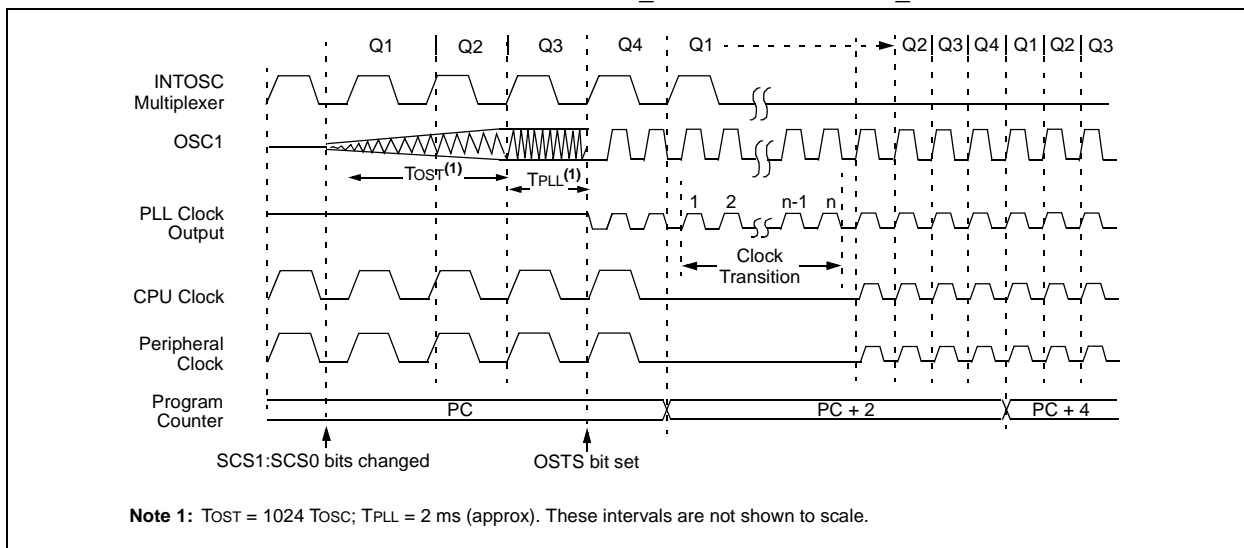 Q1 Q2 Q3 Q4 Q1 Q2 Q3 Q4 Q1 Q2 Q3
INTOSC
Multiplexer
OSC1
TOST(1)
TPLL(1)
PLL Clock
Output
1 2 n-1 n
Clock
Transition
CPU Clock
Peripheral
Clock
Program
Counter
PC PC + 2 PC + 4
SCS1:SCS0 bits changed OSTS bit set
Note 1: TOST = 1024 TOSC; TPLL = 2 ms (approx). These intervals are not shown to scale.